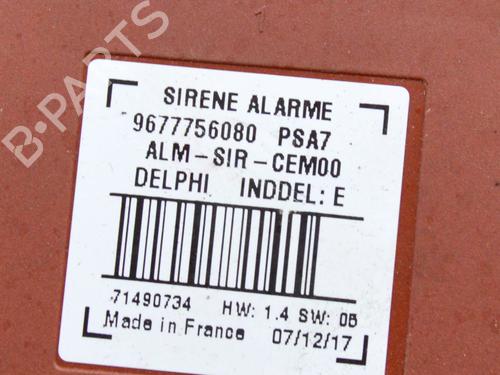 B-PARTS
SIRENE ALARME
9677756080 PSA7
ALM-SIR-CEM00
DELPHI INDDEL: E
71490734 HW: 1.4 SW: 05
Made in France 07/12/17